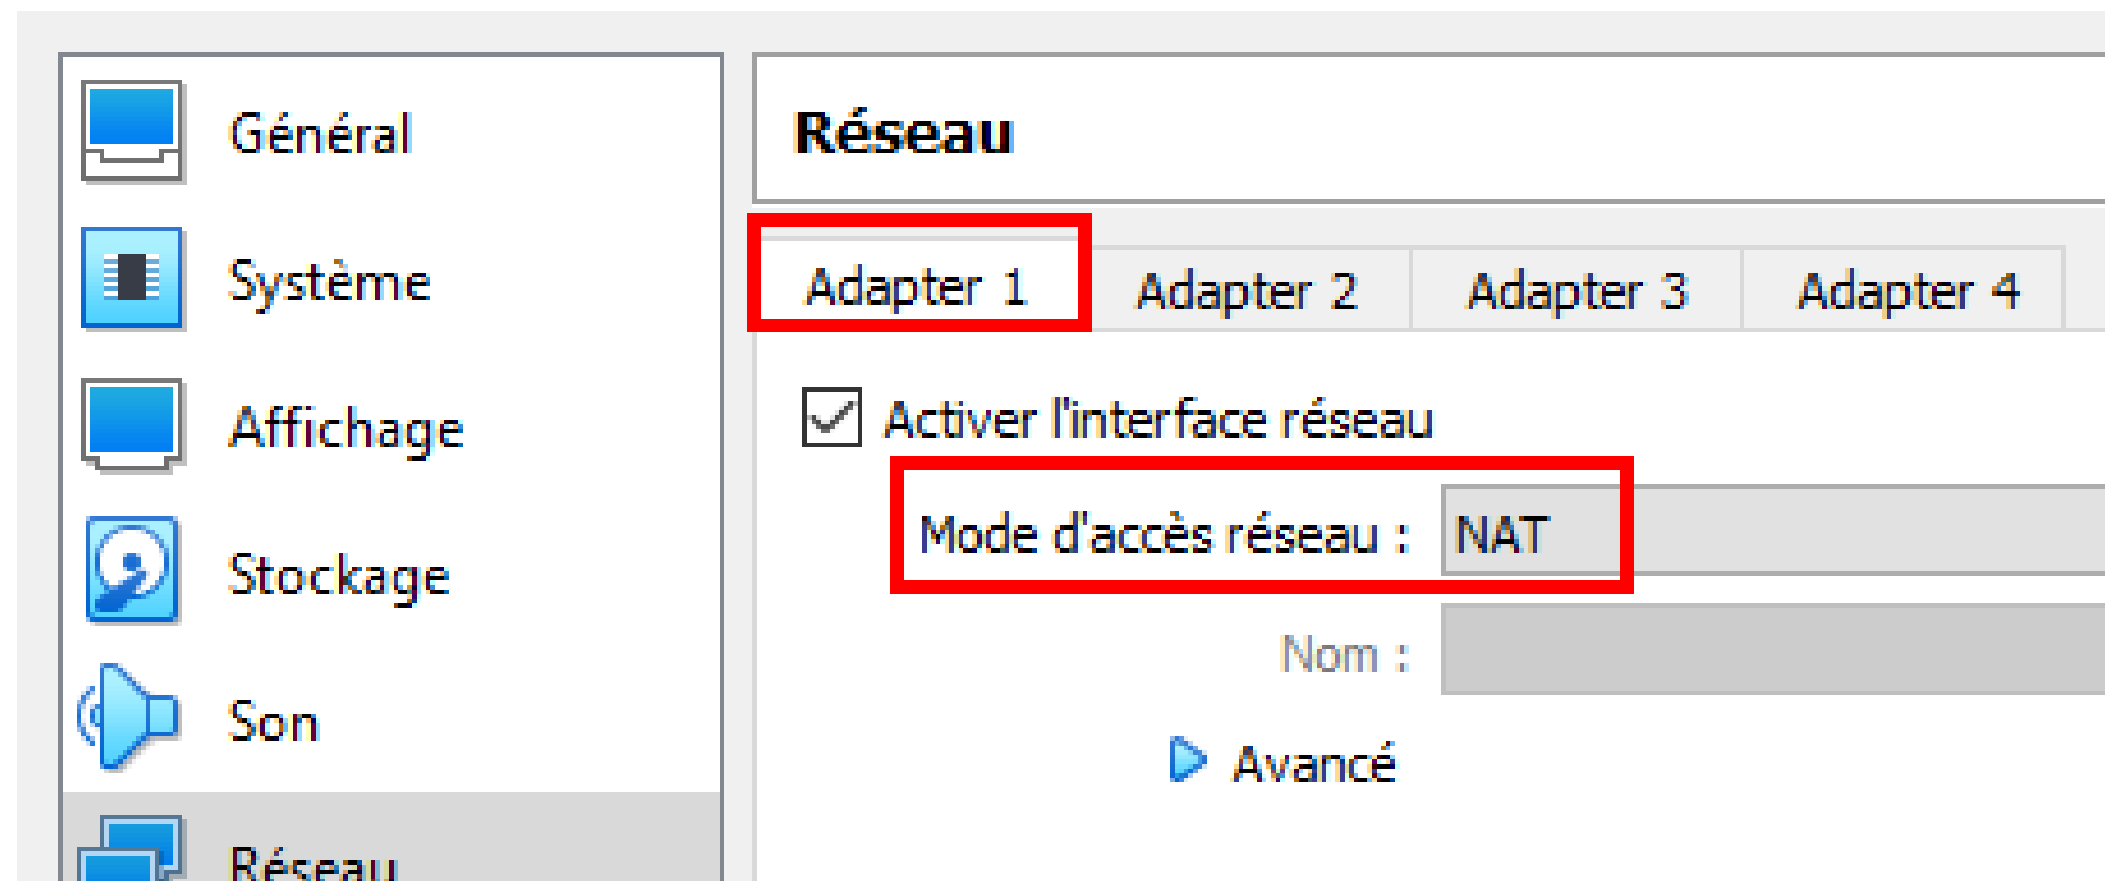 Général
Système
Affichage
Stockage
Son
Réseau
Réseau
Adapter 1 Adapter 2 Adapter 3 Adapter 4
Activer l'interface réseau
Mode d'accès réseau : NAT
Nom :
Avancé